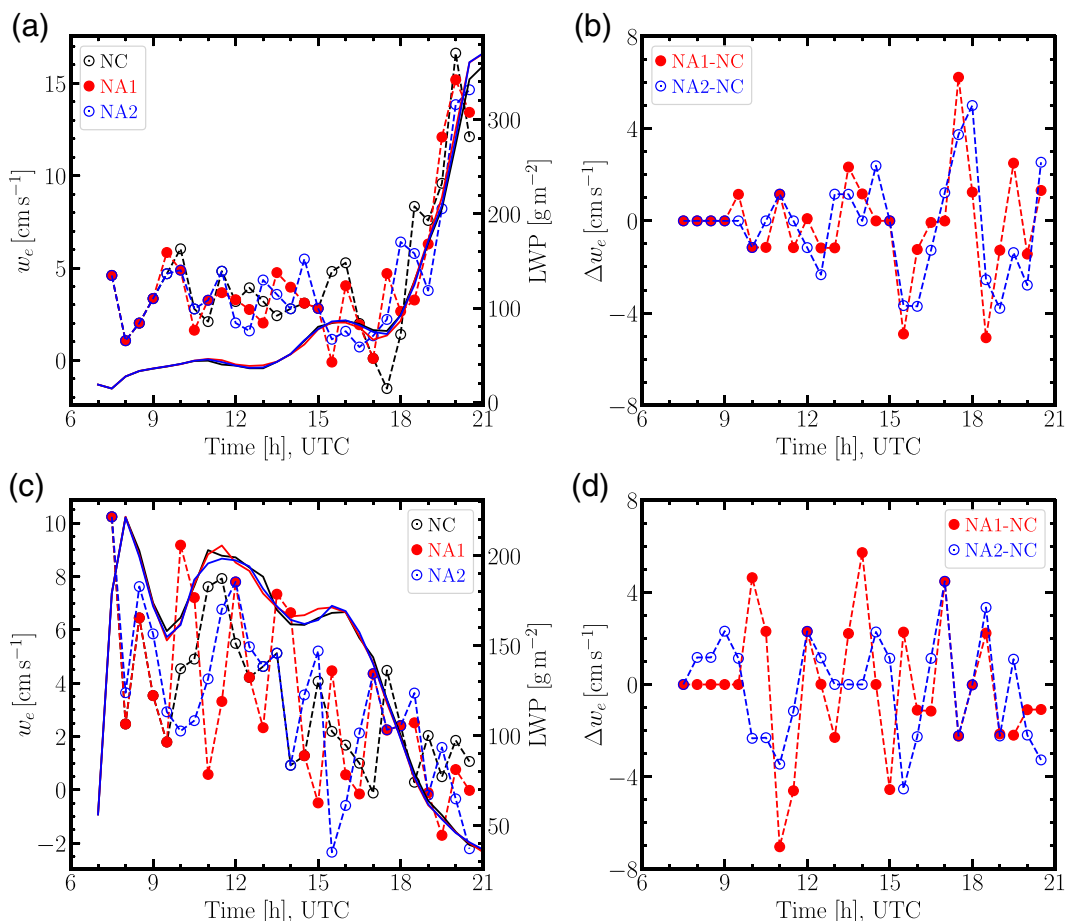 (a)
NC
NA1
NA2
15
10
5
0
w_e [cm s⁻¹]
300
200
100
0
LWP [g m⁻²]
6 9 12 15 18 21
Time [h], UTC
(b)
NA1-NC
NA2-NC
8
4
0
−4
−8
Δw_e [cm s⁻¹]
6 9 12 15 18 21
Time [h], UTC
(c)
NC
NA1
NA2
10
8
6
4
2
0
−2
w_e [cm s⁻¹]
200
150
100
50
LWP [g m⁻²]
6 9 12 15 18 21
Time [h], UTC
(d)
NA1-NC
NA2-NC
8
4
0
−4
−8
Δw_e [cm s⁻¹]
6 9 12 15 18 21
Time [h], UTC